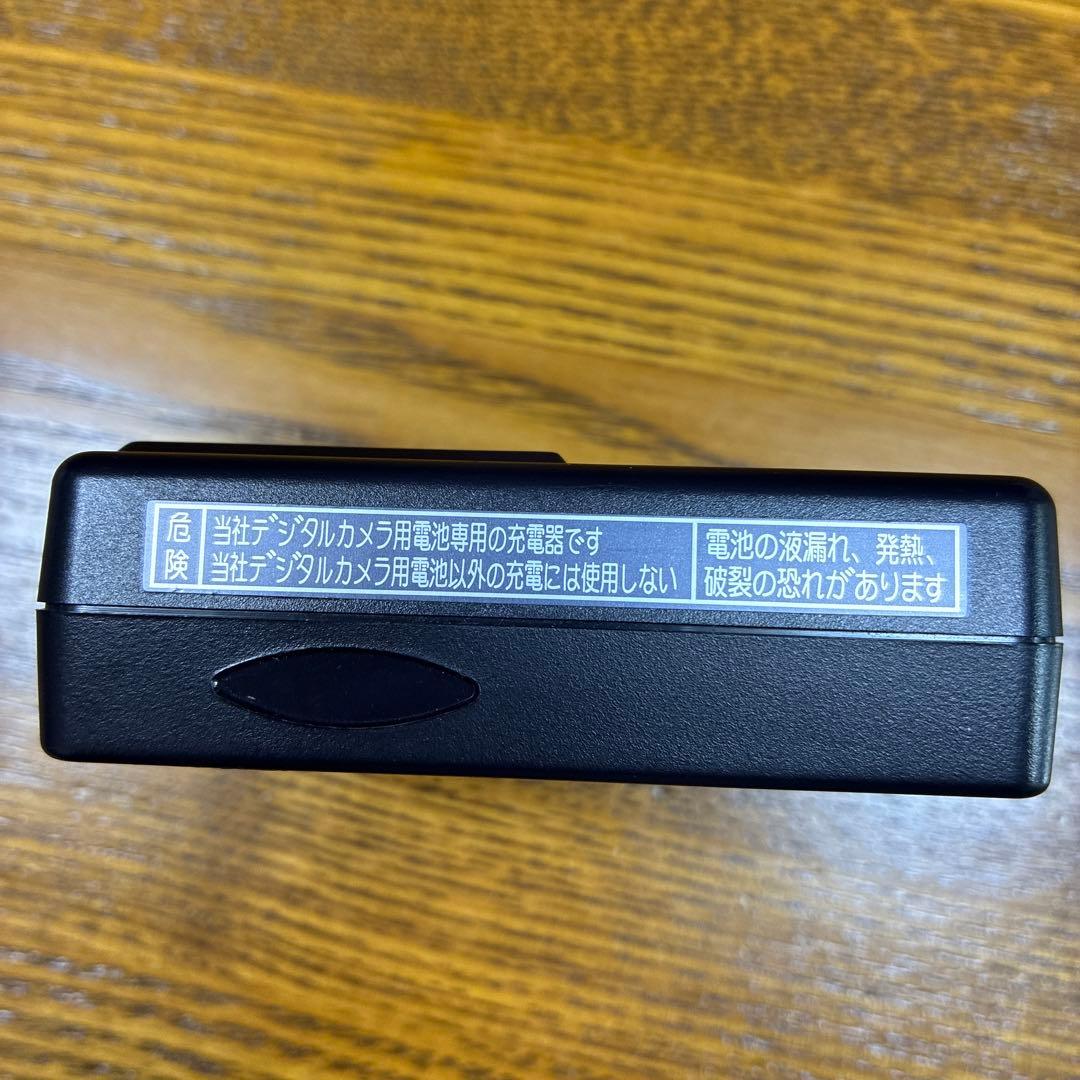 危険
当社デジタルカメラ用電池専用の充電器です
当社デジタルカメラ用電池以外の充電には使用しない
電池の液漏れ、発熱、
破裂の恐れがあります